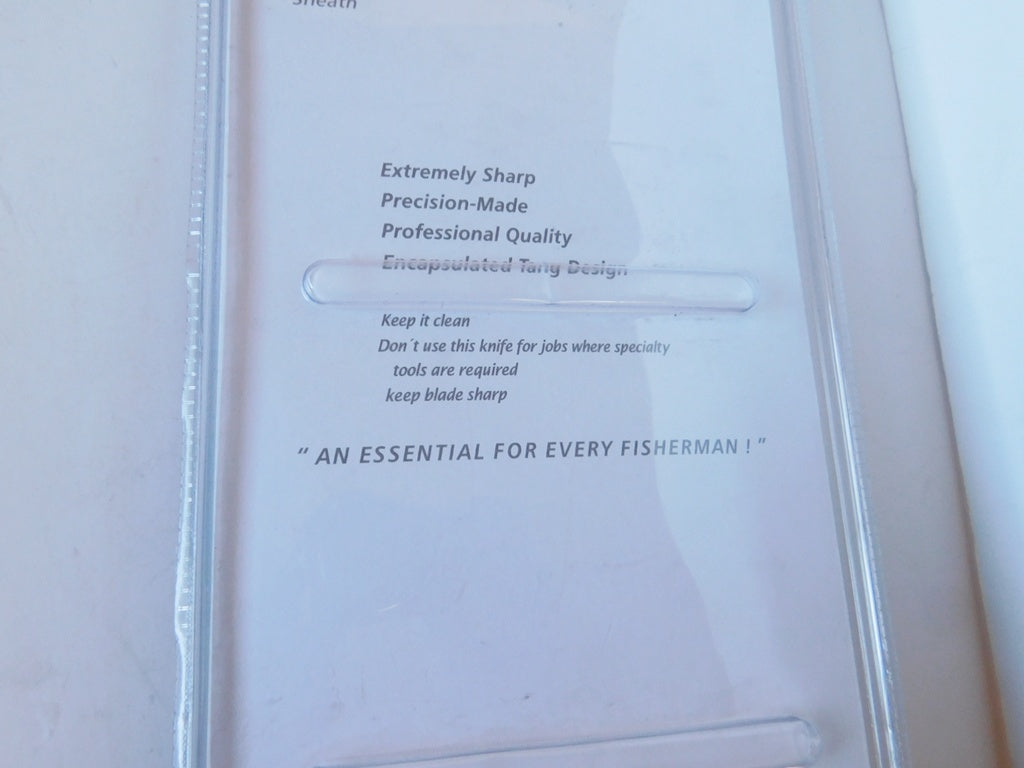 Sheath
Extremely Sharp
Precision-Made
Professional Quality
Encapsulated Tang Design
Keep it clean
Don´t use this knife for jobs where specialty
tools are required
keep blade sharp
“ AN ESSENTIAL FOR EVERY FISHERMAN ! ”